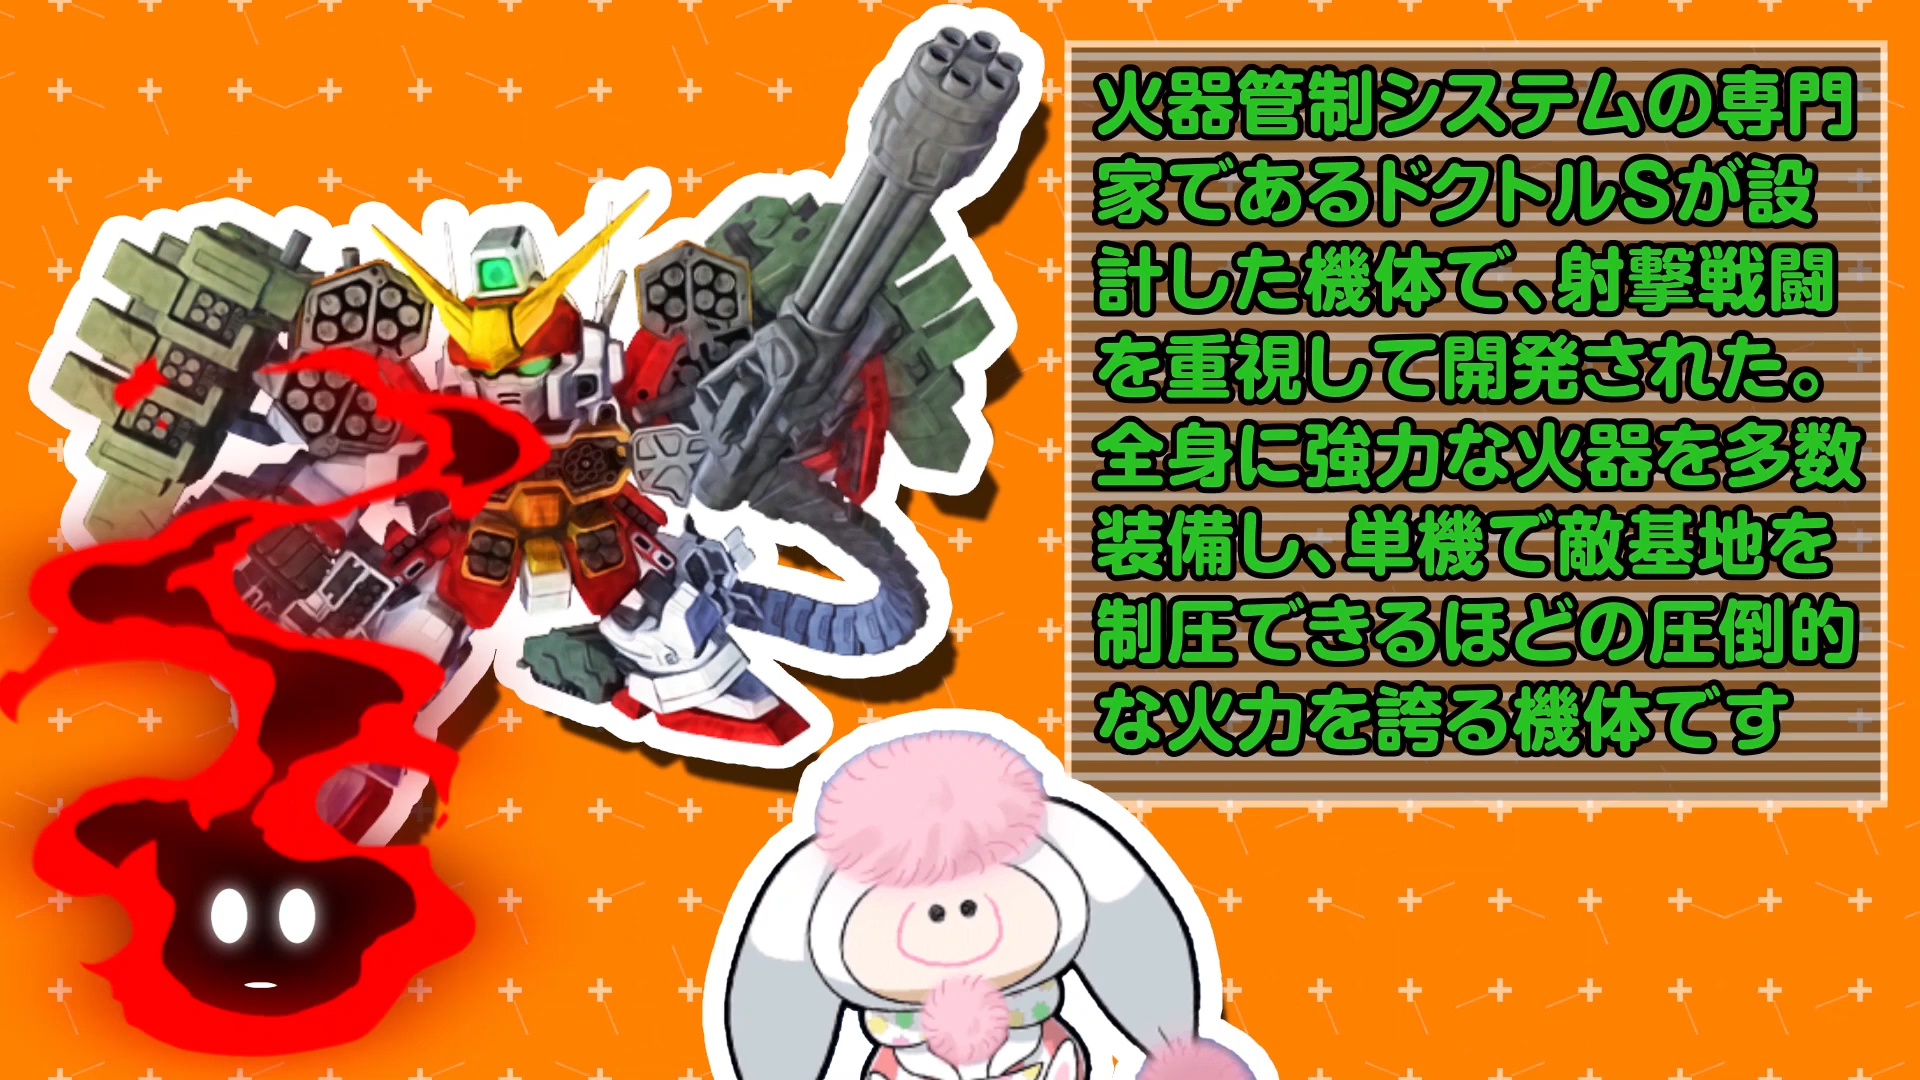 火器管制システムの専門
家であるドクトルSが設
計した機体で、射撃戦闘
を重視して開発された。
全身に強力な火器を多数
装備し、単機で敵基地を
制圧できるほどの圧倒的
な火力を誇る機体です